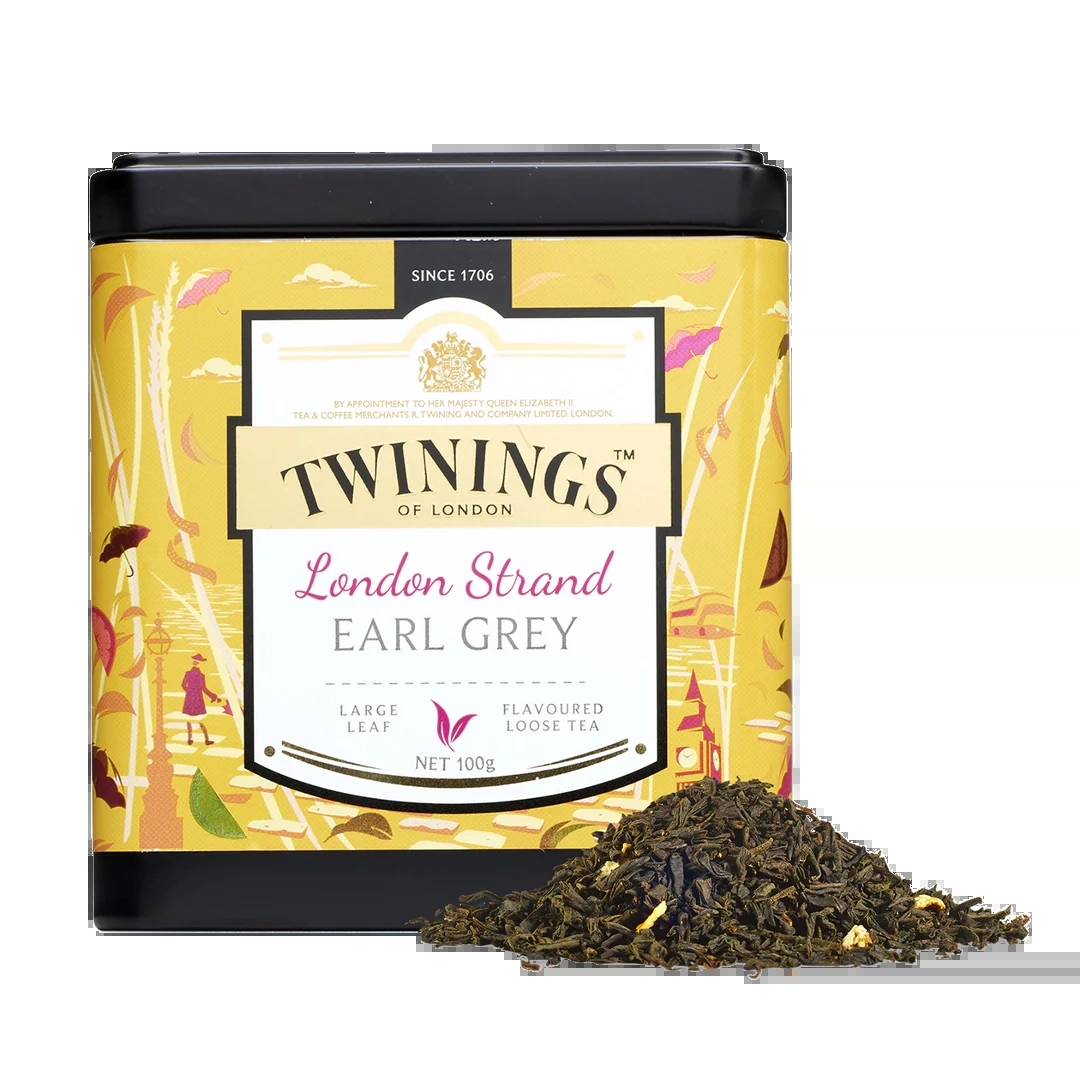 SINCE 1706
BY APPOINTMENT TO HER MAJESTY QUEEN ELIZABETH II
TEA & COFFEE MERCHANTS R. TWINING AND COMPANY LIMITED. LONDON.
TWININGS™
OF LONDON
London Strand
EARL GREY
LARGE LEAF
FLAVOURED LOOSE TEA
NET 100g